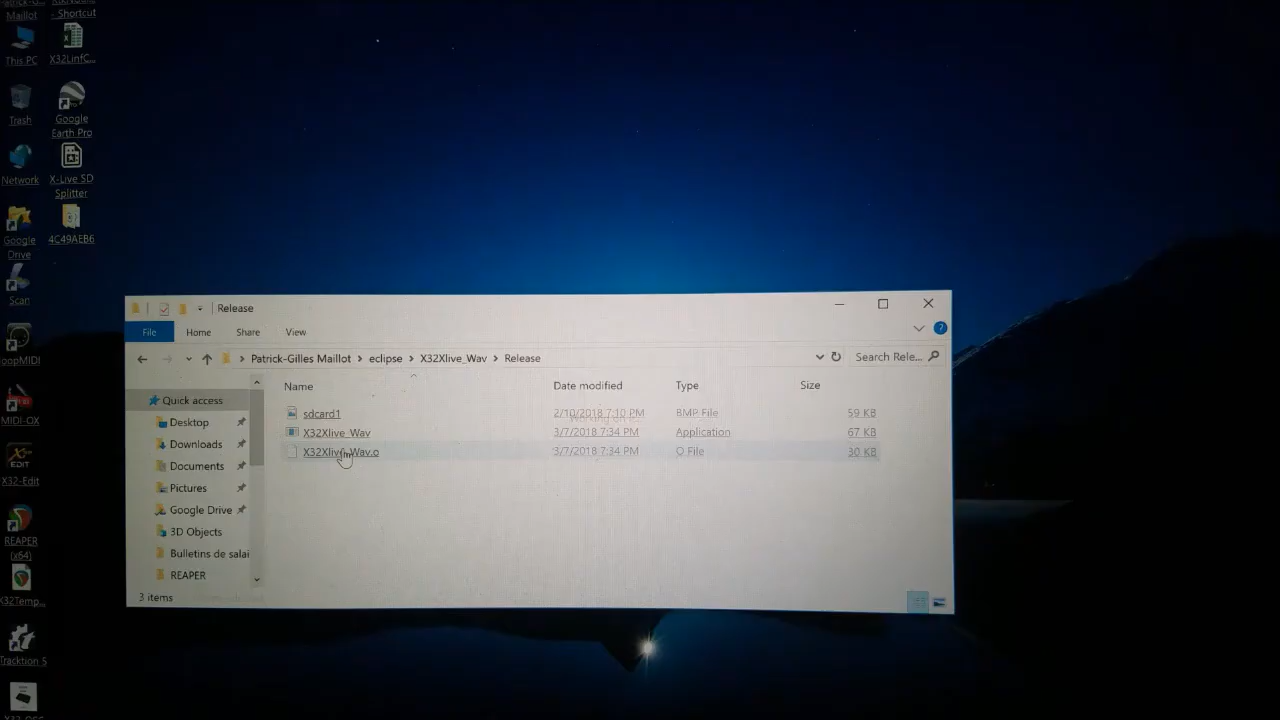 Maillot
- Shortcut
This PC
X32LinfC...
Trash
Google
Earth Pro
Network
X-Live SD
Splitter
Google
Drive
4C49AEB6
Scan
oopMIDI
MIDI-OX
X32-Edit
REAPER
(x64)
X32Temp...
Tracktion 5
Release
File
Home
Share
View
Patrick-Gilles Maillot > eclipse > X32Xlive_Wav > Release
Search Rele...
Name
Date modified
Type
Size
Quick access
Desktop
Downloads
Documents
Pictures
Google Drive
3D Objects
Bulletins de salai
REAPER
sdcard1
2/10/2018 7:10 PM
BMP File
59 KB
X32Xlive_Wav
3/7/2018 7:34 PM
Application
67 KB
X32Xlive_Wav.o
3/7/2018 7:34 PM
O File
30 KB
3 items